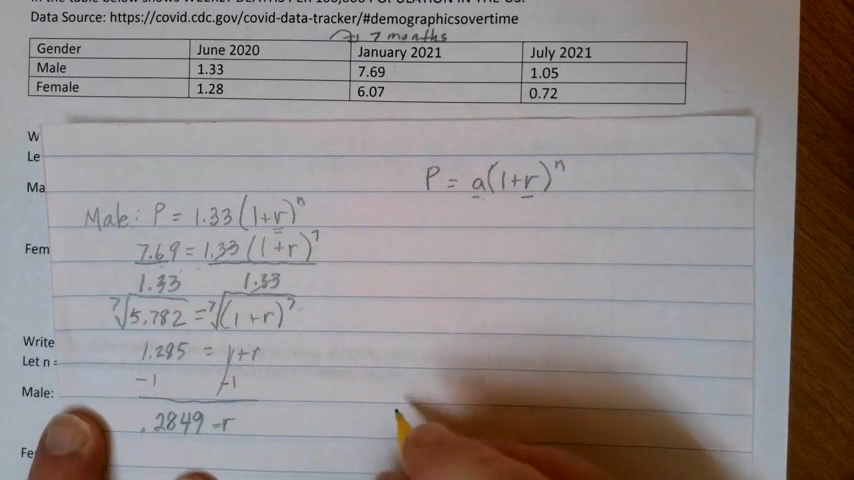 Data Source: https://covid.cdc.gov/covid-data-tracker/#demographicsovertime
7 months
Gender June 2020 January 2021 July 2021
Male 1.33 7.69 1.05
Female 1.28 6.07 0.72
W
Le
Ma
P = a(1+r)^n
Male: P = 1.33(1+r)^n
Fem
7.69 = 1.33(1+r)^7
1.33 1.33
7√5.782 = 7√(1+r)^7
Write
1.285 = 1+r
Let n =
-1 -1
Male:
.2849 = r
Fe